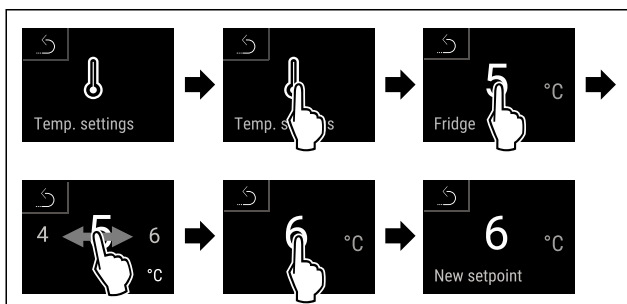 Temp. settings
Temp. s s
5 °C
Fridge
4 5 6
°C
6 °C
6 °C
New setpoint